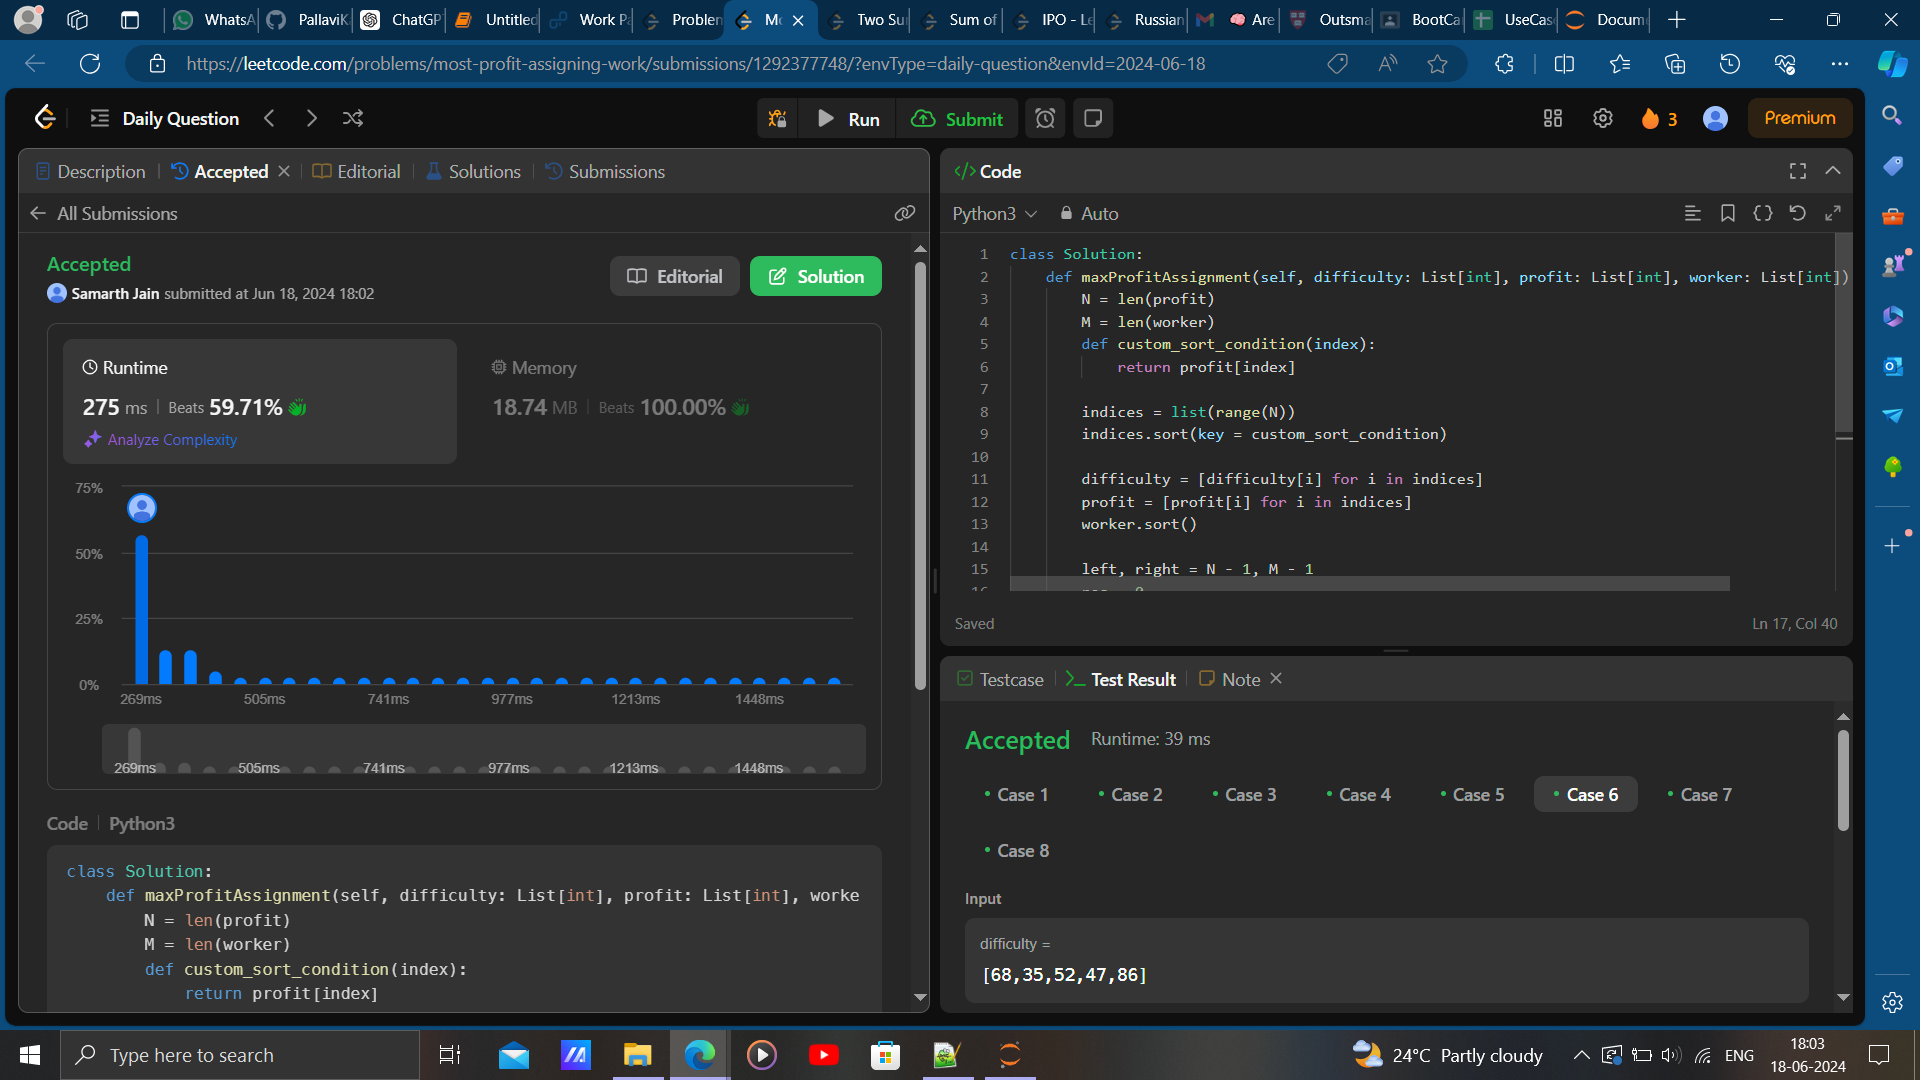 WhatsA
PallaviK
ChatGP
Untitled
Work Pa
Problem
Mo
Two Su
Sum of
IPO - Le
Russian
Are
Outsma
BootCa
UseCas
Docum
https://leetcode.com/problems/most-profit-assigning-work/submissions/1292377748/?envType=daily-question&envId=2024-06-18
Daily Question
Run
Submit
3
Premium
Description
Accepted
Editorial
Solutions
Submissions
All Submissions
Accepted
Samarth Jain submitted at Jun 18, 2024 18:02
Editorial
Solution
Runtime
275 ms Beats 59.71%
Analyze Complexity
Memory
18.74 MB Beats 100.00%
75%
50%
25%
0%
269ms 505ms 741ms 977ms 1213ms 1448ms
269ms 505ms 741ms 977ms 1213ms 1448ms
Code Python3
class Solution:
def maxProfitAssignment(self, difficulty: List[int], profit: List[int], worke
N = len(profit)
M = len(worker)
def custom_sort_condition(index):
return profit[index]
</> Code
Python3 Auto
1 class Solution:
2 def maxProfitAssignment(self, difficulty: List[int], profit: List[int], worker: List[int])
3 N = len(profit)
4 M = len(worker)
5 def custom_sort_condition(index):
6 return profit[index]
7
8 indices = list(range(N))
9 indices.sort(key = custom_sort_condition)
10
11 difficulty = [difficulty[i] for i in indices]
12 profit = [profit[i] for i in indices]
13 worker.sort()
14
15 left, right = N - 1, M - 1
Saved
Ln 17, Col 40
Testcase
Test Result
Note
Accepted Runtime: 39 ms
Case 1 Case 2 Case 3 Case 4 Case 5 Case 6 Case 7
Case 8
Input
difficulty =
[68,35,52,47,86]
Type here to search
24°C Partly cloudy
ENG
18:03
18-06-2024